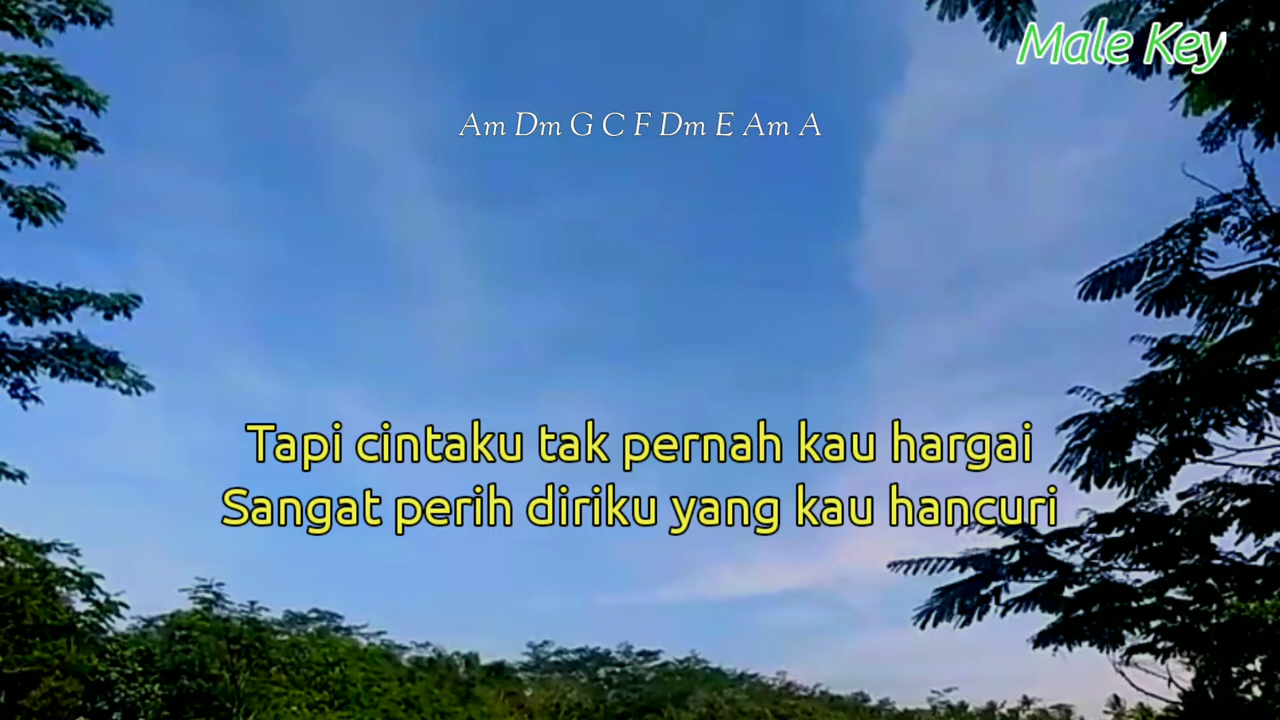 Male Key
Am Dm G C F Dm E Am A
Tapi cintaku tak pernah kau hargai
Sangat perih diriku yang kau hancuri